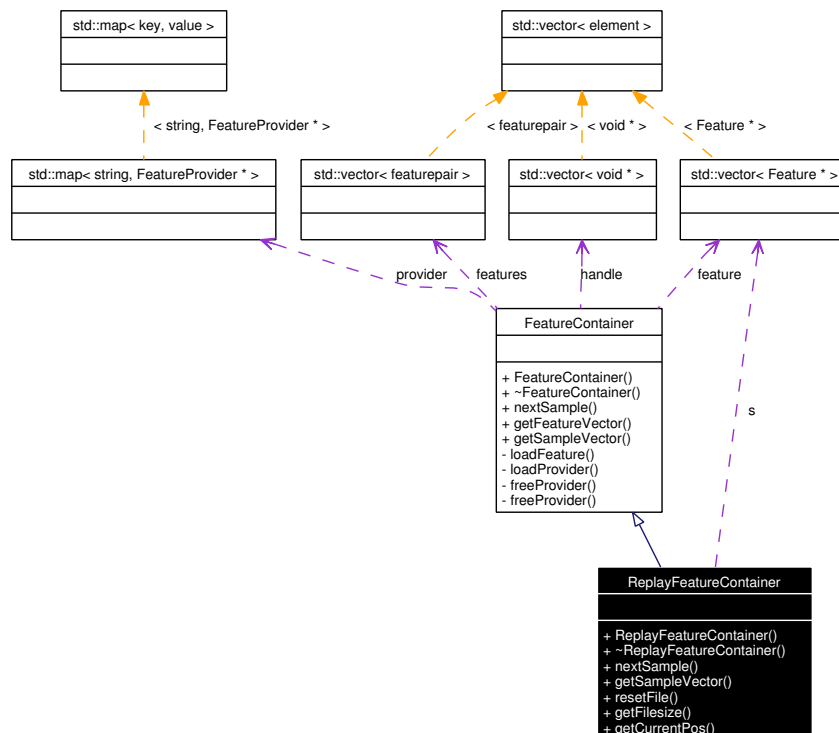 std::map< key, value >
std::vector< element >
< string, FeatureProvider * >
< featurepair >
< void * >
< Feature * >
std::map< string, FeatureProvider * >
std::vector< featurepair >
std::vector< void * >
std::vector< Feature * >
provider
features
handle
feature
FeatureContainer
+ FeatureContainer()
+ ~FeatureContainer()
+ nextSample()
+ getFeatureVector()
+ getSampleVector()
- loadFeature()
- loadProvider()
- freeProvider()
- freeProvider()
s
ReplayFeatureContainer
+ ReplayFeatureContainer()
+ ~ReplayFeatureContainer()
+ nextSample()
+ getSampleVector()
+ resetFile()
+ getFilesize()
+ getCurrentPos()